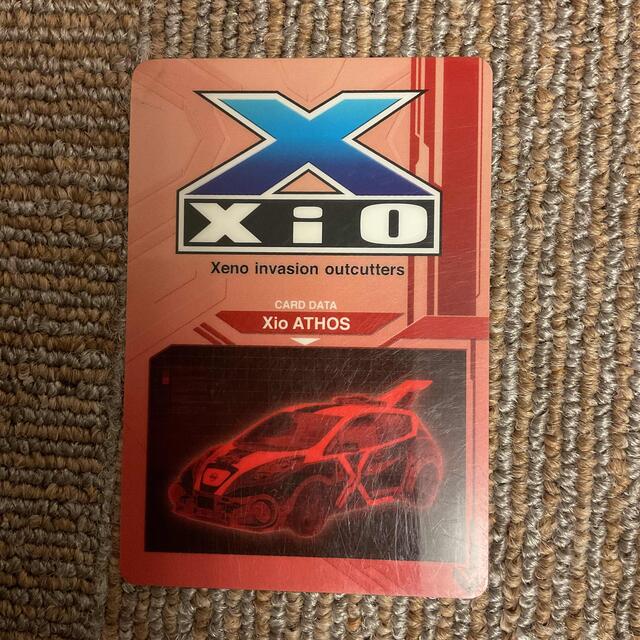 X
XiO
Xeno invasion outcutters
CARD DATA
Xio ATHOS